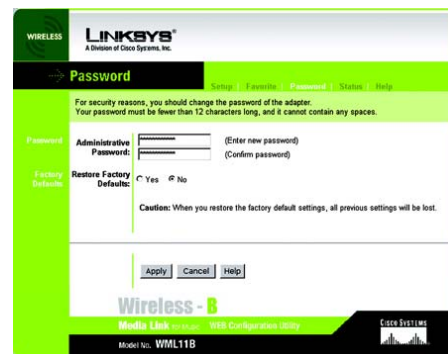 WIRELESS
LINKSYS®
A Division of Cisco Systems, Inc.
Password
Setup | Favorite | Password | Status | Help
For security reasons, you should change the password of the adapter.
Your password must be fewer than 12 characters long, and it cannot contain any spaces.
Password
Administrative Password:
(Enter new password)
(Confirm password)
Factory Defaults
Restore Factory Defaults:
Yes No
Caution: When you restore the factory default settings, all previous settings will be lost.
Apply Cancel Help
Wireless - B
Media Link for Music WEB Configuration Utility
Cisco Systems
Model No. WML11B